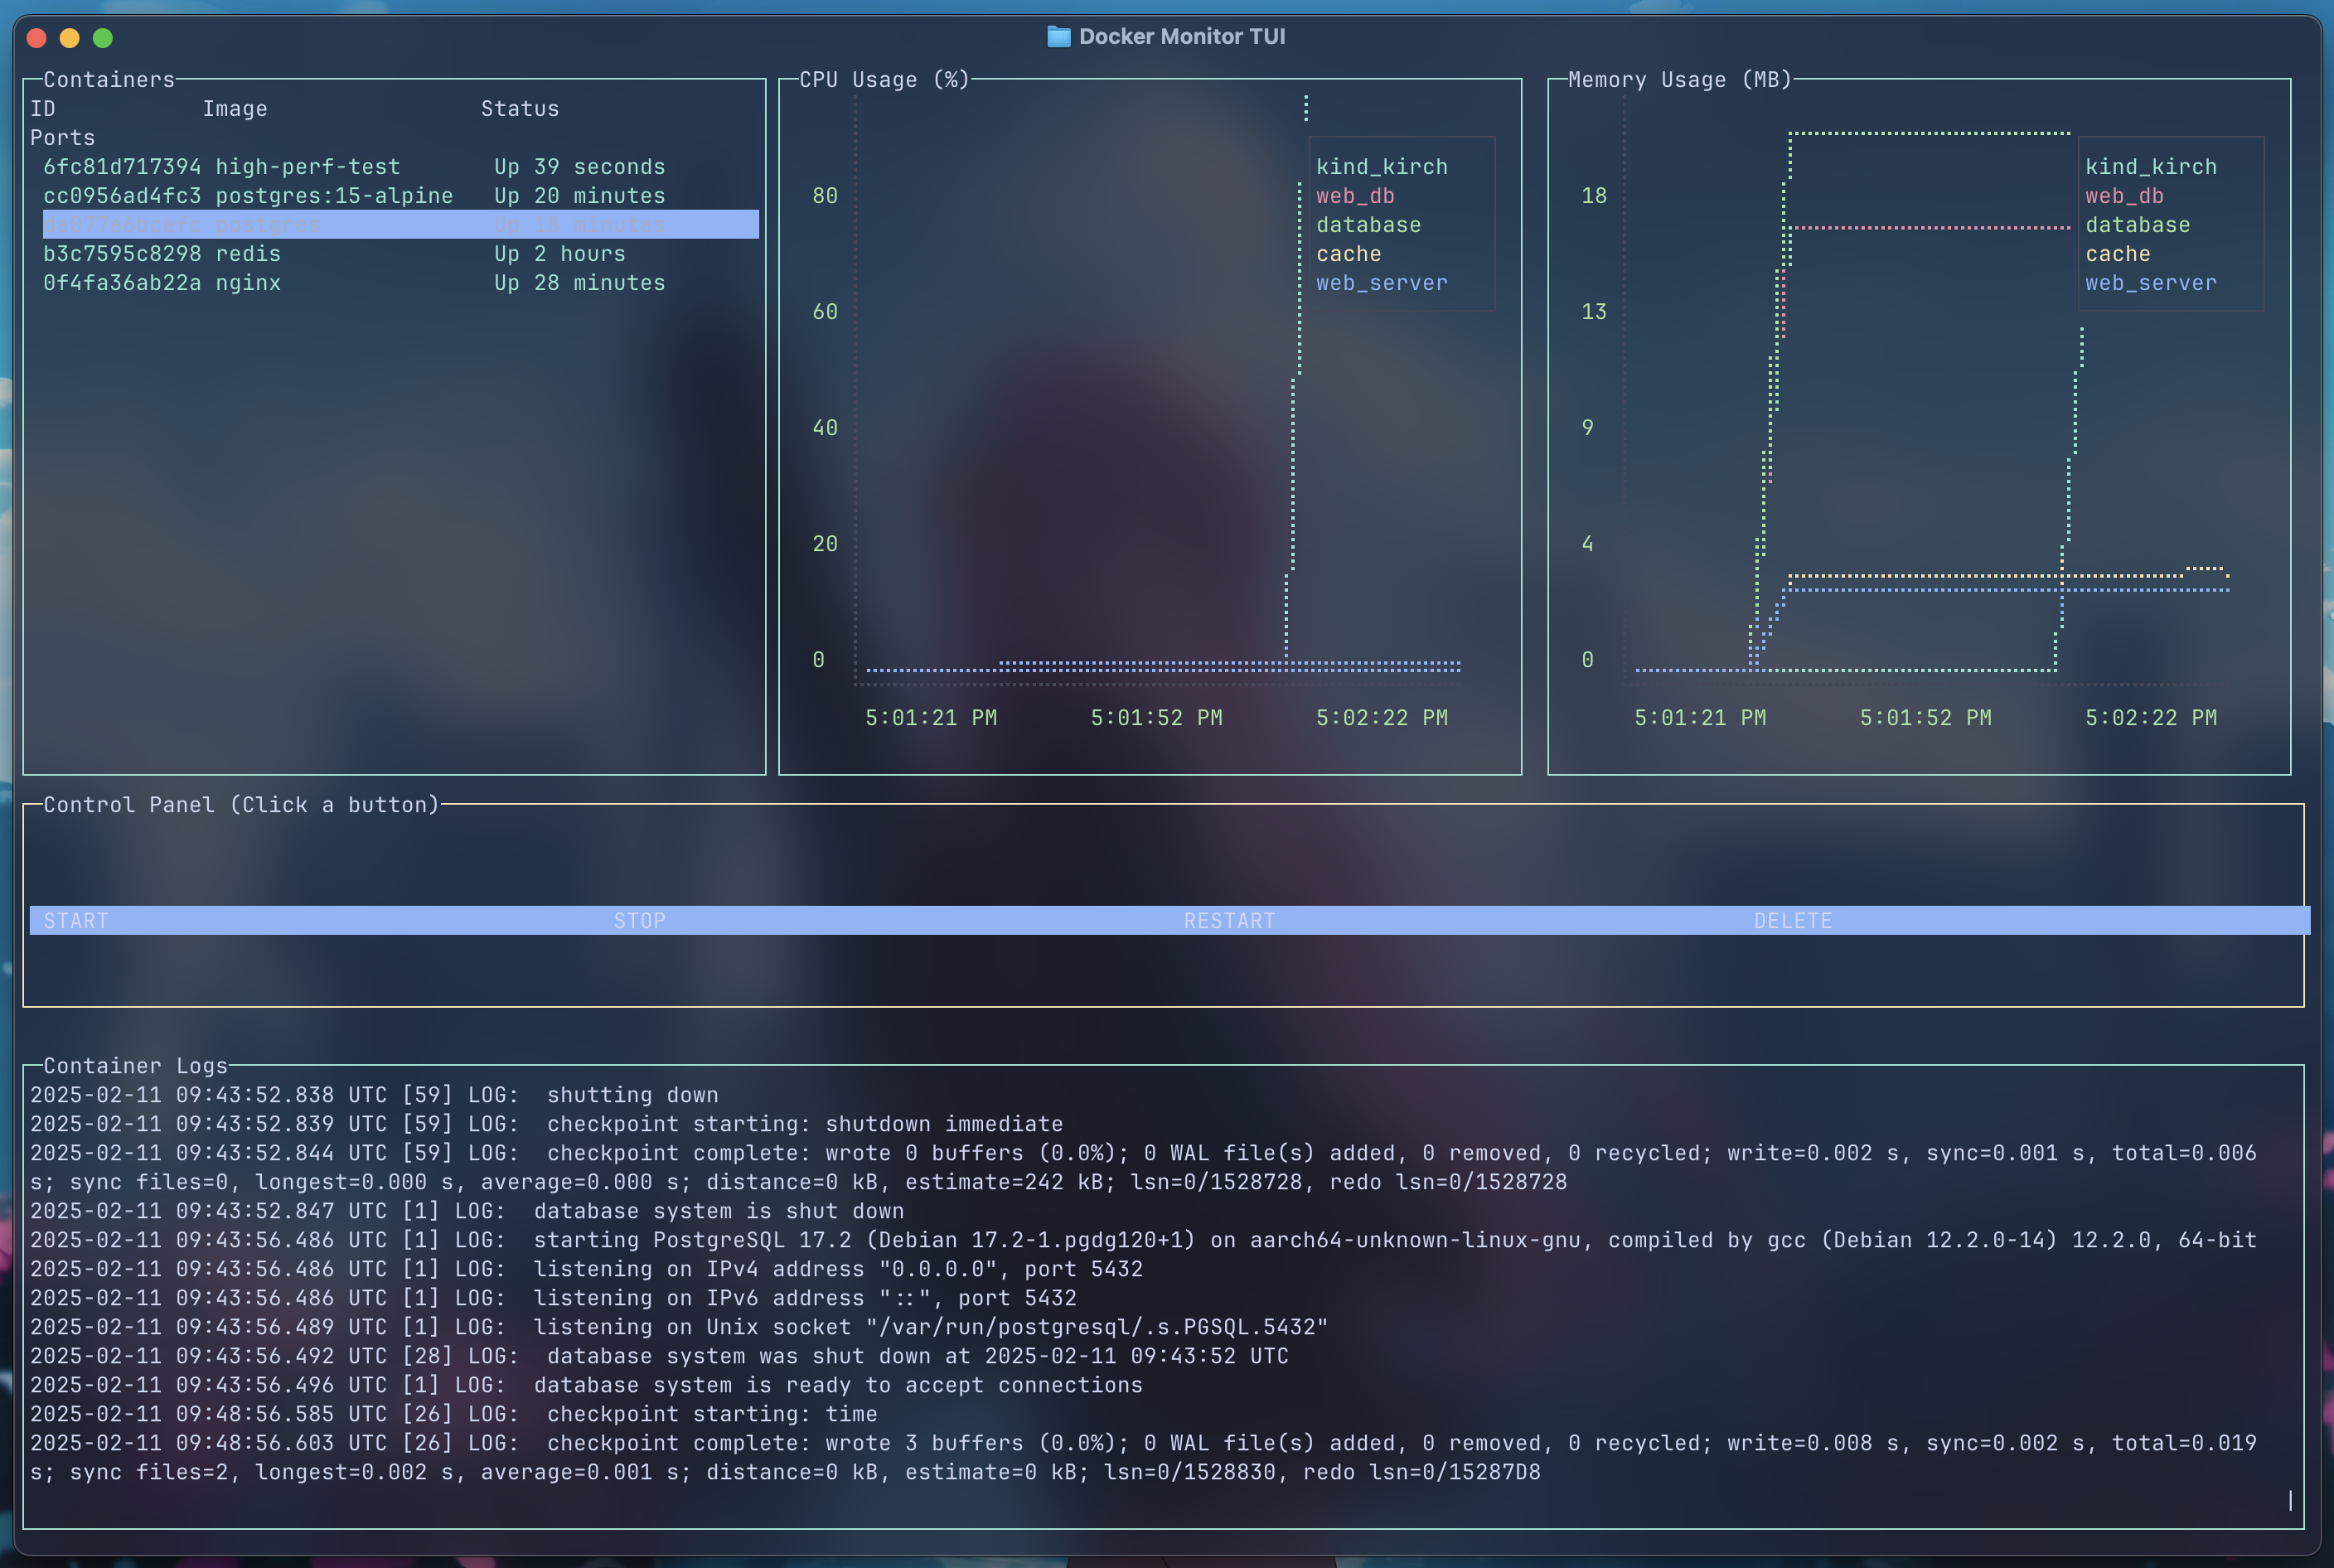 Docker Monitor TUI
Containers
ID Image Status
Ports
6fc81d717394 high-perf-test Up 39 seconds
cc0956ad4fc3 postgres:15-alpine Up 20 minutes
postgres Up 18 minutes
b3c7595c8298 redis Up 2 hours
0f4fa36ab22a nginx Up 28 minutes
CPU Usage (%)
80
60
40
20
0
kind_kirch
web_db
database
cache
web_server
5:01:21 PM 5:01:52 PM 5:02:22 PM
Memory Usage (MB)
18
13
9
4
0
kind_kirch
web_db
database
cache
web_server
5:01:21 PM 5:01:52 PM 5:02:22 PM
Control Panel (Click a button)
START STOP RESTART DELETE
Container Logs
2025-02-11 09:43:52.838 UTC [59] LOG:  shutting down
2025-02-11 09:43:52.839 UTC [59] LOG:  checkpoint starting: shutdown immediate
2025-02-11 09:43:52.844 UTC [59] LOG:  checkpoint complete: wrote 0 buffers (0.0%); 0 WAL file(s) added, 0 removed, 0 recycled; write=0.002 s, sync=0.001 s, total=0.006
s; sync files=0, longest=0.000 s, average=0.000 s; distance=0 kB, estimate=242 kB; lsn=0/1528728, redo lsn=0/1528728
2025-02-11 09:43:52.847 UTC [1] LOG:  database system is shut down
2025-02-11 09:43:56.486 UTC [1] LOG:  starting PostgreSQL 17.2 (Debian 17.2-1.pgdg120+1) on aarch64-unknown-linux-gnu, compiled by gcc (Debian 12.2.0-14) 12.2.0, 64-bit
2025-02-11 09:43:56.486 UTC [1] LOG:  listening on IPv4 address "0.0.0.0", port 5432
2025-02-11 09:43:56.486 UTC [1] LOG:  listening on IPv6 address "::", port 5432
2025-02-11 09:43:56.489 UTC [1] LOG:  listening on Unix socket "/var/run/postgresql/.s.PGSQL.5432"
2025-02-11 09:43:56.492 UTC [28] LOG:  database system was shut down at 2025-02-11 09:43:52 UTC
2025-02-11 09:43:56.496 UTC [1] LOG:  database system is ready to accept connections
2025-02-11 09:48:56.585 UTC [26] LOG:  checkpoint starting: time
2025-02-11 09:48:56.603 UTC [26] LOG:  checkpoint complete: wrote 3 buffers (0.0%); 0 WAL file(s) added, 0 removed, 0 recycled; write=0.008 s, sync=0.002 s, total=0.019
s; sync files=2, longest=0.002 s, average=0.001 s; distance=0 kB, estimate=0 kB; lsn=0/1528830, redo lsn=0/15287D8